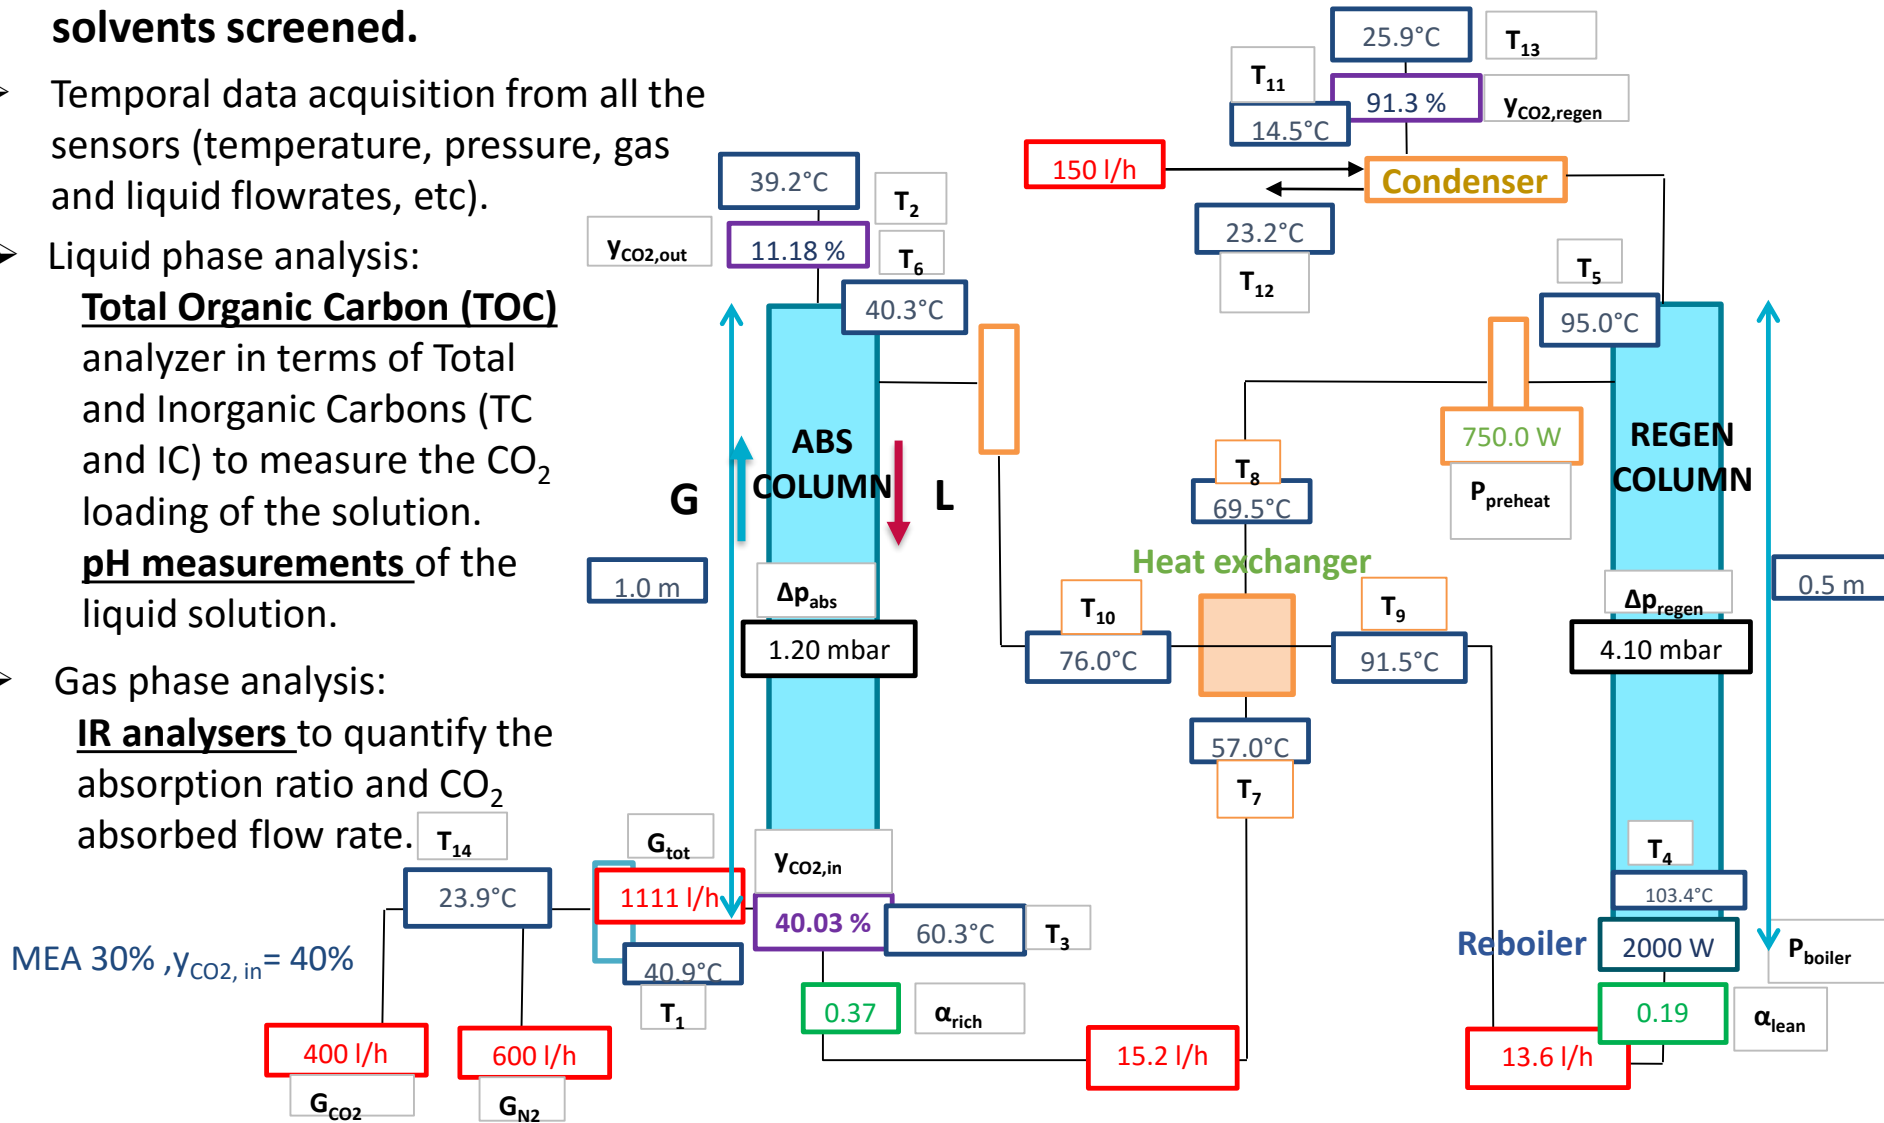 solvents screened.
➢ Temporal data acquisition from all the
sensors (temperature, pressure, gas
and liquid flowrates, etc).
➢ Liquid phase analysis:
Total Organic Carbon (TOC)
analyzer in terms of Total
and Inorganic Carbons (TC
and IC) to measure the CO2
loading of the solution.
pH measurements of the
liquid solution.
➢ Gas phase analysis:
IR analysers to quantify the
absorption ratio and CO2
absorbed flow rate.
MEA 30% ,yCO2, in= 40%
T14
23.9°C
400 l/h
GCO2
600 l/h
GN2
Gtot
1111 l/h
40.9°C
T1
yCO2,in
40.03 %
60.3°C
T3
0.37
αrich
15.2 l/h
39.2°C
T2
yCO2,out
11.18 %
T6
40.3°C
ABS
COLUMN
G
L
1.0 m
Δpabs
1.20 mbar
25.9°C
T13
T11
91.3 %
yCO2,regen
14.5°C
150 l/h
Condenser
23.2°C
T12
T5
95.0°C
750.0 W
Ppreheat
T8
69.5°C
Heat exchanger
T10
76.0°C
T9
91.5°C
57.0°C
T7
REGEN
COLUMN
Δpregen
4.10 mbar
0.5 m
T4
103.4°C
Reboiler
2000 W
Pboiler
0.19
αlean
13.6 l/h